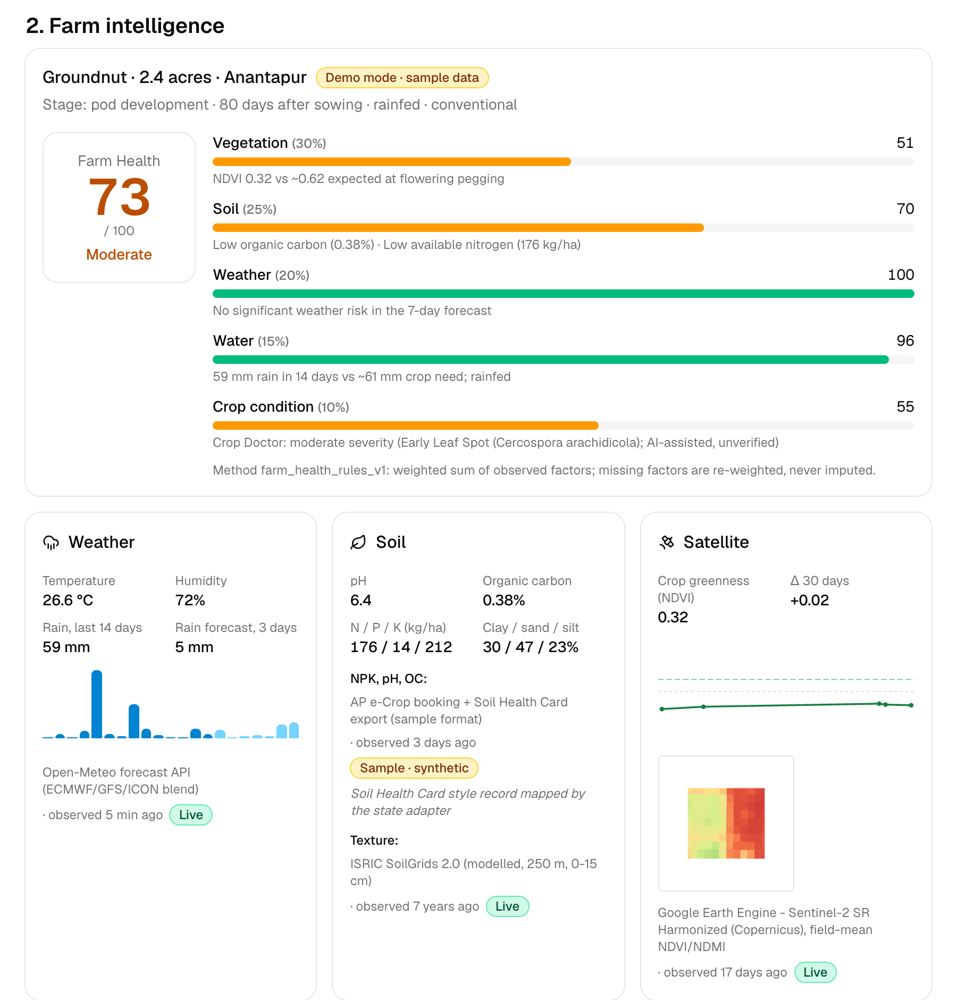 2. Farm intelligence
Groundnut · 2.4 acres · Anantapur
Demo mode · sample data
Stage: pod development · 80 days after sowing · rainfed · conventional
Farm Health
73
/ 100
Moderate
Vegetation (30%)
51
NDVI 0.32 vs ~0.62 expected at flowering pegging
Soil (25%)
70
Low organic carbon (0.38%) · Low available nitrogen (176 kg/ha)
Weather (20%)
100
No significant weather risk in the 7-day forecast
Water (15%)
96
59 mm rain in 14 days vs ~61 mm crop need; rainfed
Crop condition (10%)
55
Crop Doctor: moderate severity (Early Leaf Spot (Cercospora arachidicola); AI-assisted, unverified)
Method farm_health_rules_v1: weighted sum of observed factors; missing factors are re-weighted, never imputed.
Weather
Temperature
26.6 °C
Humidity
72%
Rain, last 14 days
59 mm
Rain forecast, 3 days
5 mm
Open-Meteo forecast API
(ECMWF/GFS/ICON blend)
· observed 5 min ago
Live
Soil
pH
6.4
Organic carbon
0.38%
N / P / K (kg/ha)
176 / 14 / 212
Clay / sand / silt
30 / 47 / 23%
NPK, pH, OC:
AP e-Crop booking + Soil Health Card
export (sample format)
· observed 3 days ago
Sample · synthetic
Soil Health Card style record mapped by
the state adapter
Texture:
ISRIC SoilGrids 2.0 (modelled, 250 m, 0-15
cm)
· observed 7 years ago
Live
Satellite
Crop greenness
(NDVI)
0.32
Δ 30 days
+0.02
Google Earth Engine - Sentinel-2 SR
Harmonized (Copernicus), field-mean
NDVI/NDMI
· observed 17 days ago
Live